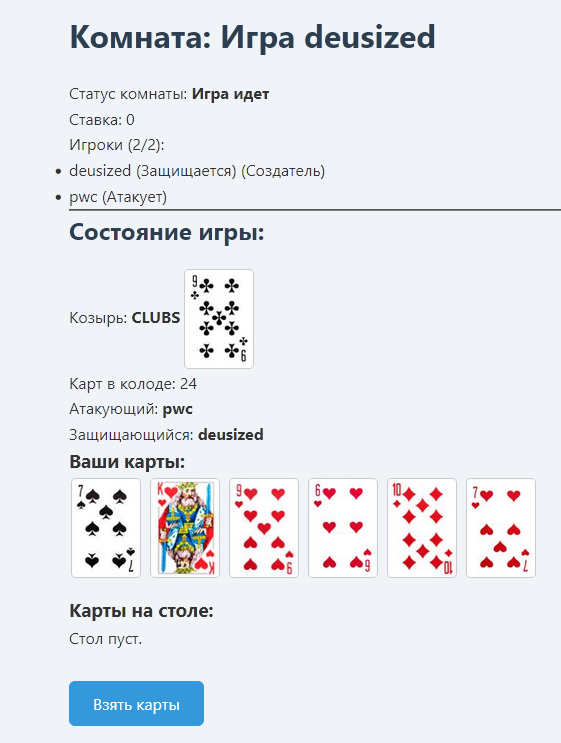 Комната: Игра deusized
Статус комнаты: Игра идет
Ставка: 0
Игроки (2/2):
deusized (Защищается) (Создатель)
pwc (Атакует)
Состояние игры:
9
Козырь: CLUBS
9
Карт в колоде: 24
Атакующий: pwc
Защищающийся: deusized
Ваши карты:
7 K 9 6 10 7
7 K 9 6 10 7
Карты на столе:
Стол пуст.
Взять карты